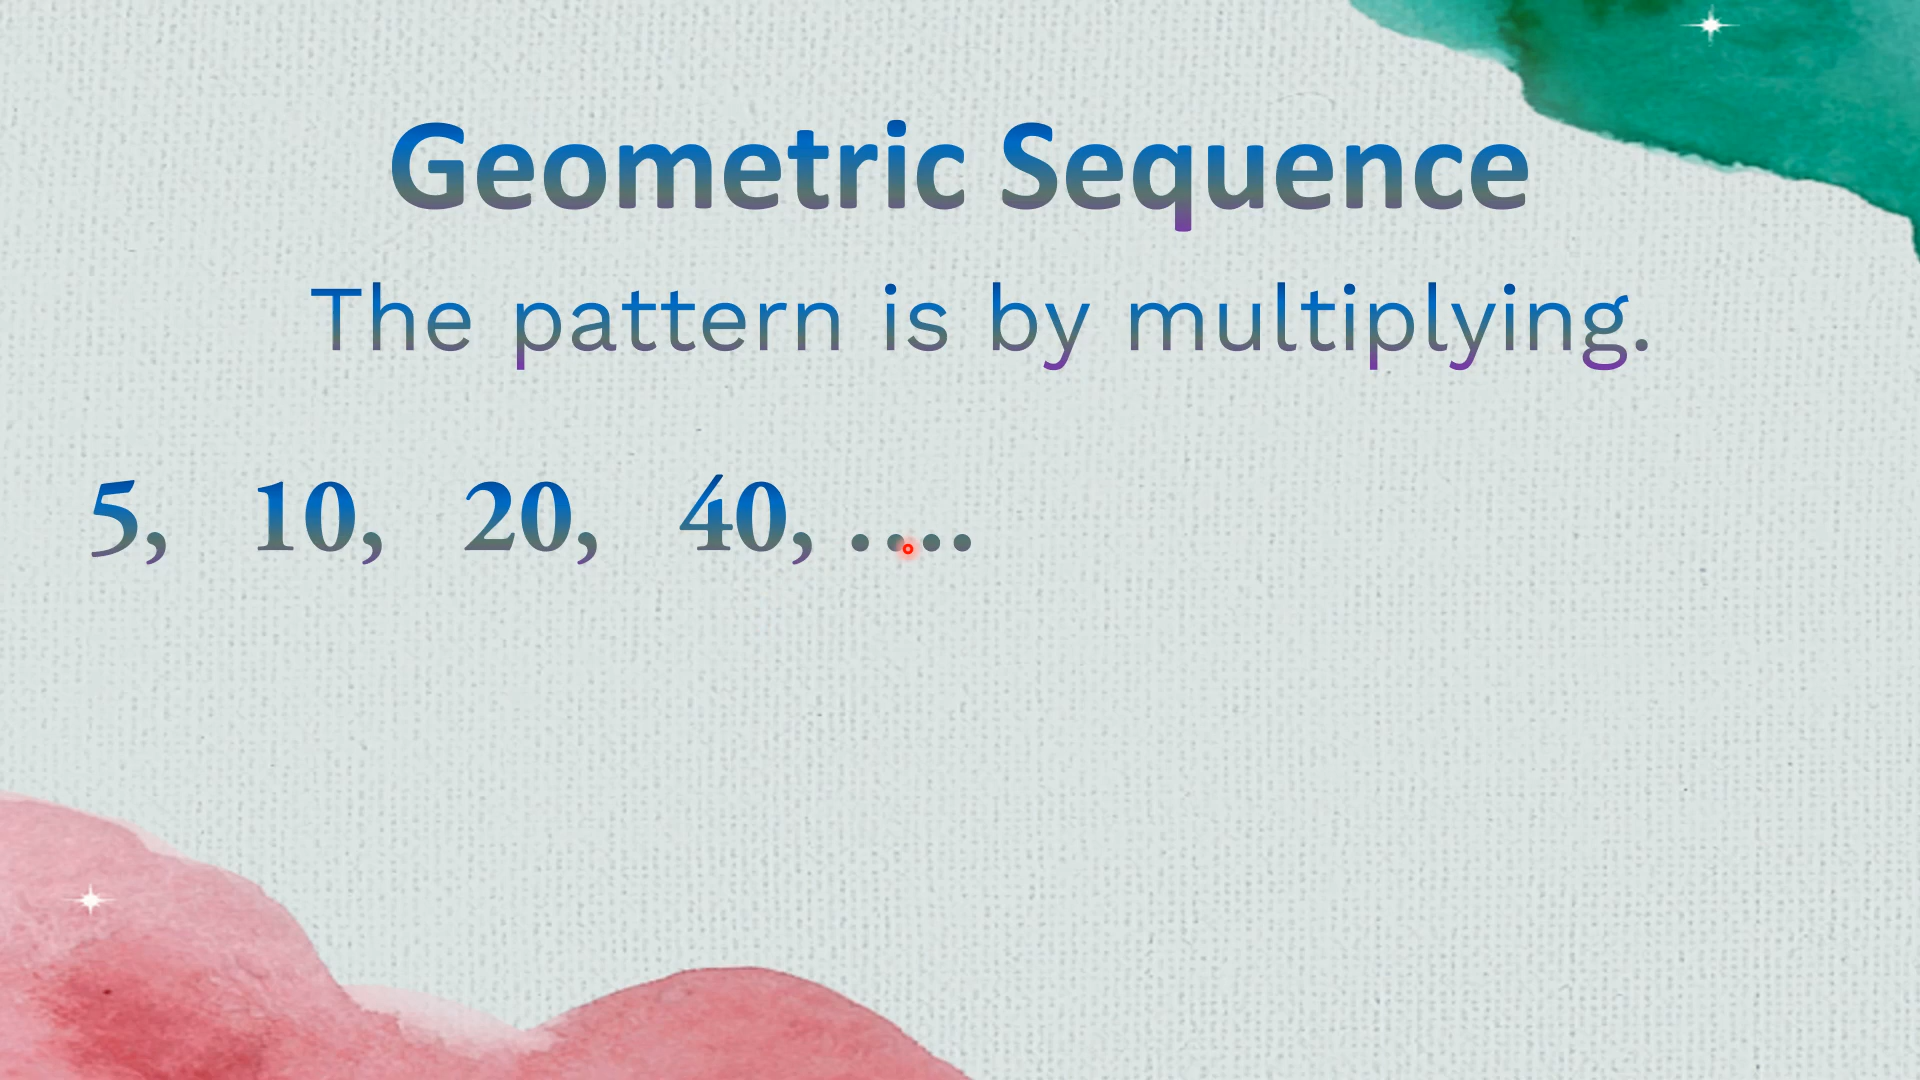 Geometric Sequence
The pattern is by multiplying.
5, 10, 20, 40, ....